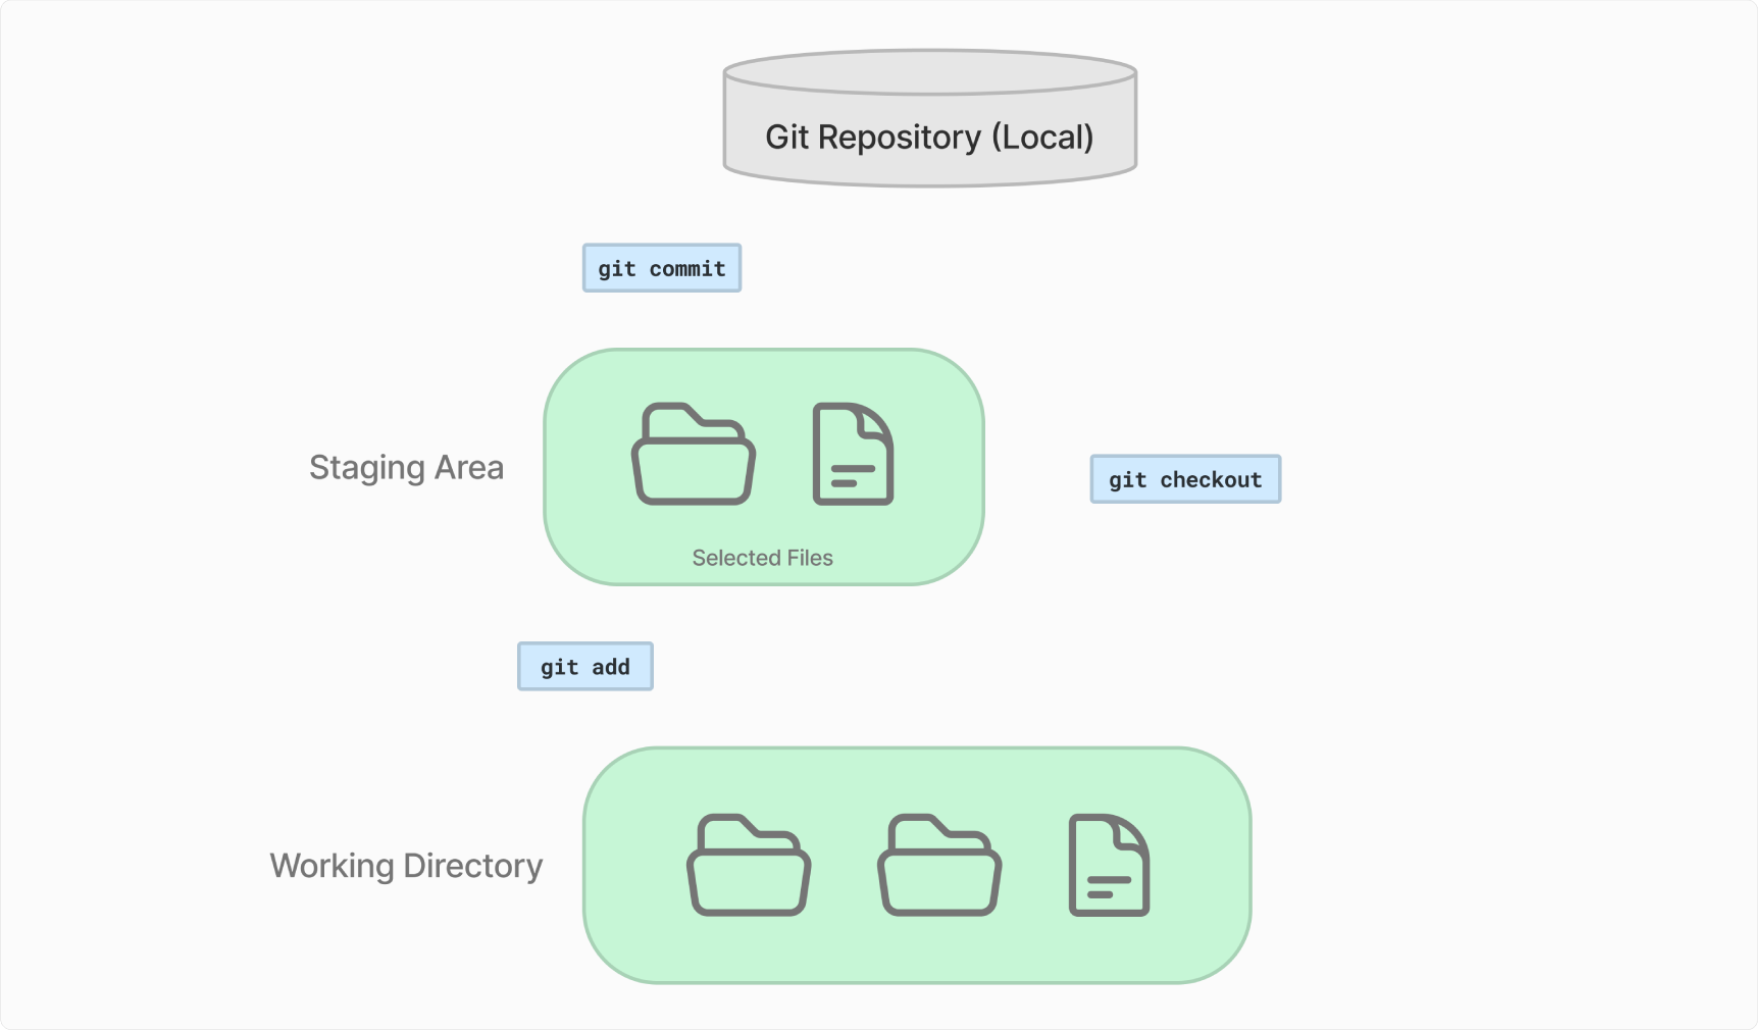 Git Repository (Local)
git commit
Staging Area
git checkout
Selected Files
git add
Working Directory